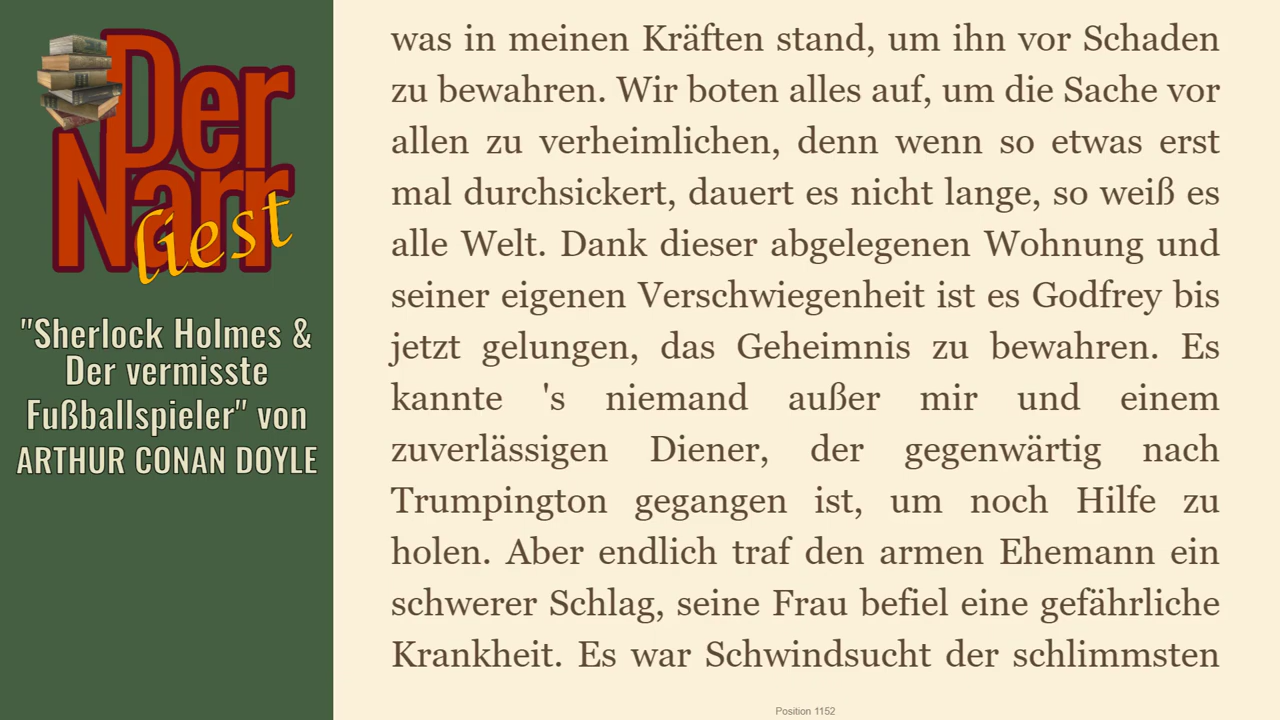 Der
Narr
liest
"Sherlock Holmes &
Der vermisste
Fußballspieler" von
ARTHUR CONAN DOYLE
was in meinen Kräften stand, um ihn vor Schaden
zu bewahren. Wir boten alles auf, um die Sache vor
allen zu verheimlichen, denn wenn so etwas erst
mal durchsickert, dauert es nicht lange, so weiß es
alle Welt. Dank dieser abgelegenen Wohnung und
seiner eigenen Verschwiegenheit ist es Godfrey bis
jetzt gelungen, das Geheimnis zu bewahren. Es
kannte 's niemand außer mir und einem
zuverlässigen Diener, der gegenwärtig nach
Trumpington gegangen ist, um noch Hilfe zu
holen. Aber endlich traf den armen Ehemann ein
schwerer Schlag, seine Frau befiel eine gefährliche
Krankheit. Es war Schwindsucht der schlimmsten
Position 1152